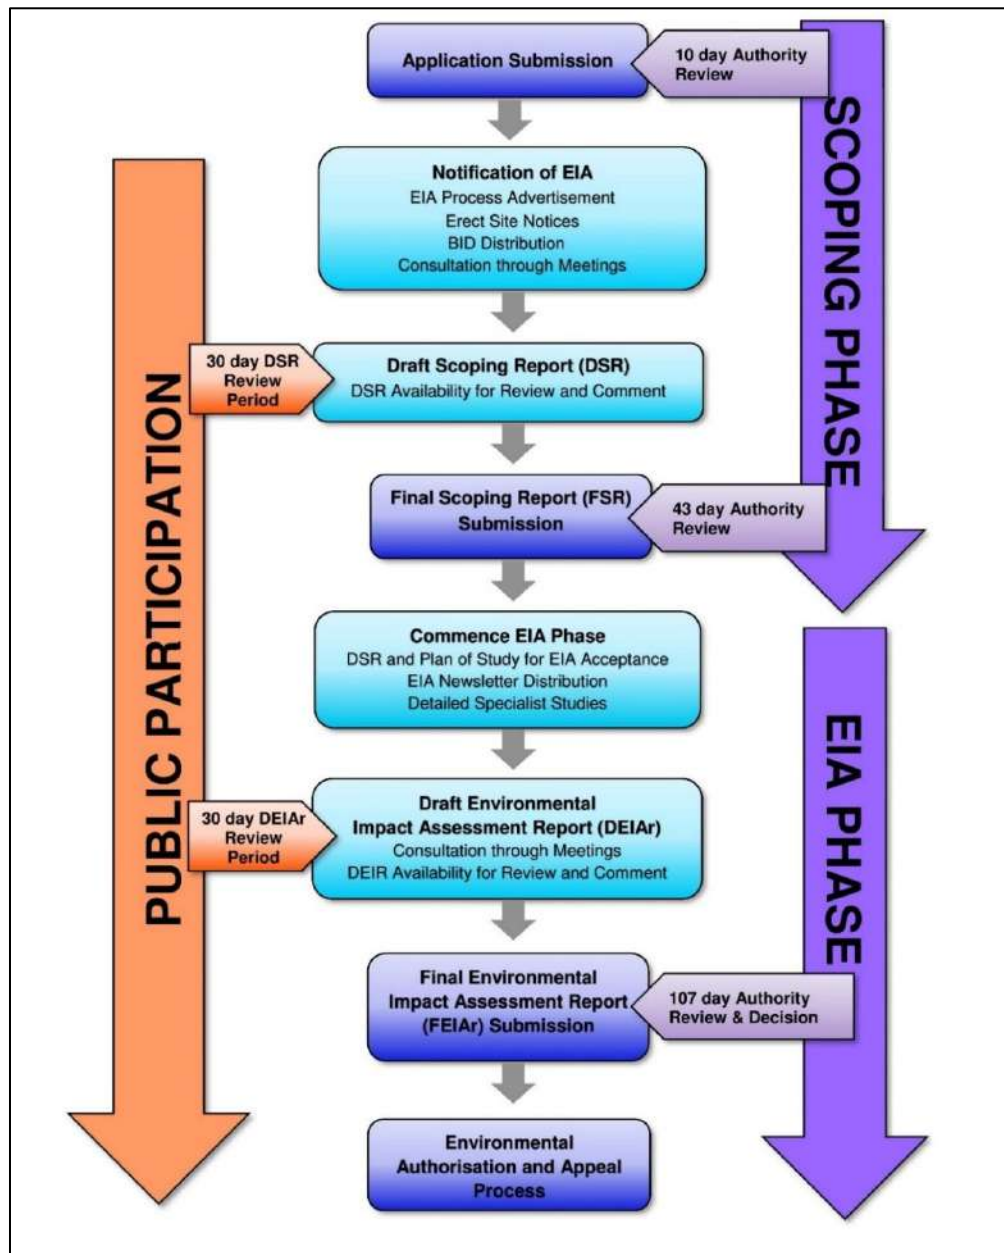 Application Submission
10 day Authority
Review
SCOPING PHASE
Notification of EIA
EIA Process Advertisement
Erect Site Notices
BID Distribution
Consultation through Meetings
PUBLIC PARTICIPATION
30 day DSR
Review
Period
Draft Scoping Report (DSR)
DSR Availability for Review and Comment
Final Scoping Report (FSR)
Submission
43 day Authority
Review
Commence EIA Phase
DSR and Plan of Study for EIA Acceptance
EIA Newsletter Distribution
Detailed Specialist Studies
EIA PHASE
30 day DEIAr
Review
Period
Draft Environmental
Impact Assessment Report (DEIAr)
Consultation through Meetings
DEIR Availability for Review and Comment
Final Environmental
Impact Assessment Report
(FEIAr) Submission
107 day Authority
Review & Decision
Environmental
Authorisation and Appeal
Process